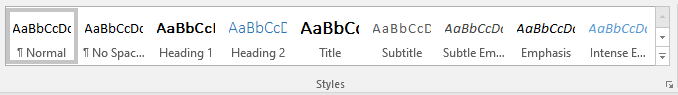 AaBbCcDc AaBbCcDc AaBbCcI AaBbCcD AaBbCc AaBbCcD AaBbCcDc AaBbCcDc AaBbCcDc
¶ Normal ¶ No Spac... Heading 1 Heading 2 Title Subtitle Subtle Em... Emphasis Intense E...
Styles